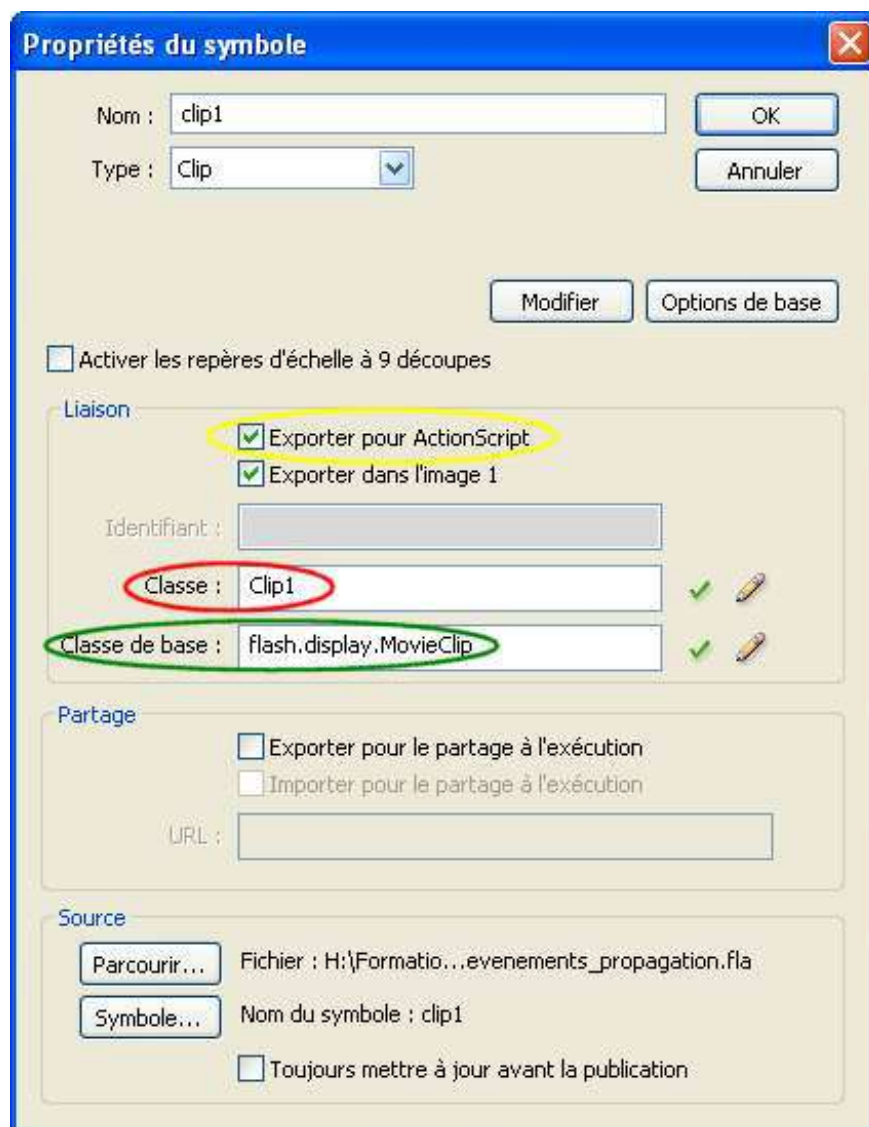 Propriétés du symbole
Nom : clip1
OK
Type : Clip
Annuler
Modifier
Options de base
Activer les repères d'échelle à 9 découpes
Liaison
Exporter pour ActionScript
Exporter dans l'image 1
Identifiant :
Classe : Clip1
Classe de base : flash.display.MovieClip
Partage
Exporter pour le partage à l'exécution
Importer pour le partage à l'exécution
URL :
Source
Parcourir... Fichier : H:\Formatio...evenements_propagation.fla
Symbole... Nom du symbole : clip1
Toujours mettre à jour avant la publication